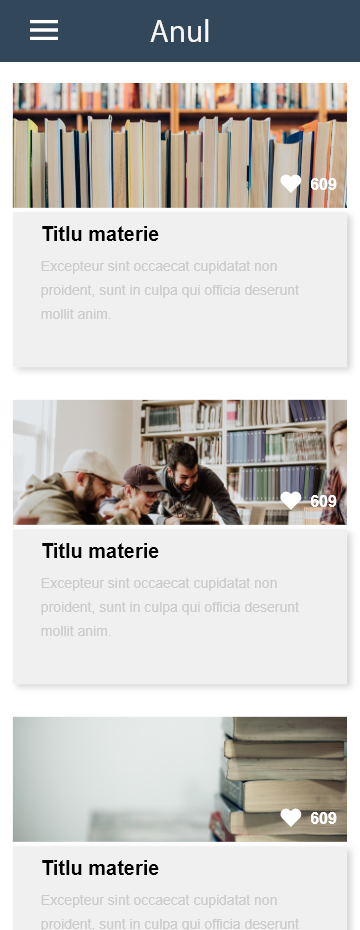 Anul
609
Titlu materie
Excepteur sint occaecat cupidatat non
proident, sunt in culpa qui officia deserunt
mollit anim.
609
Titlu materie
Excepteur sint occaecat cupidatat non
proident, sunt in culpa qui officia deserunt
mollit anim.
609
Titlu materie
Excepteur sint occaecat cupidatat non
proident, sunt in culpa qui officia deserunt